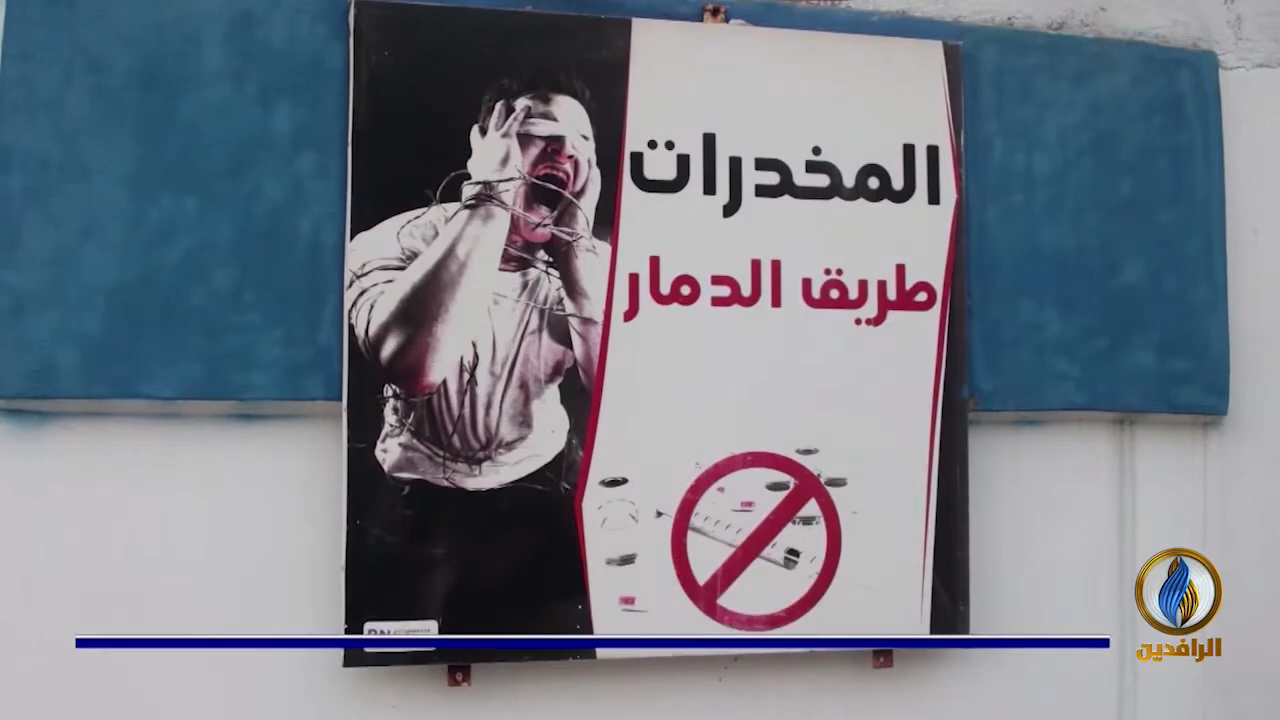 المخدرات
طريق الدمار
الرافدين